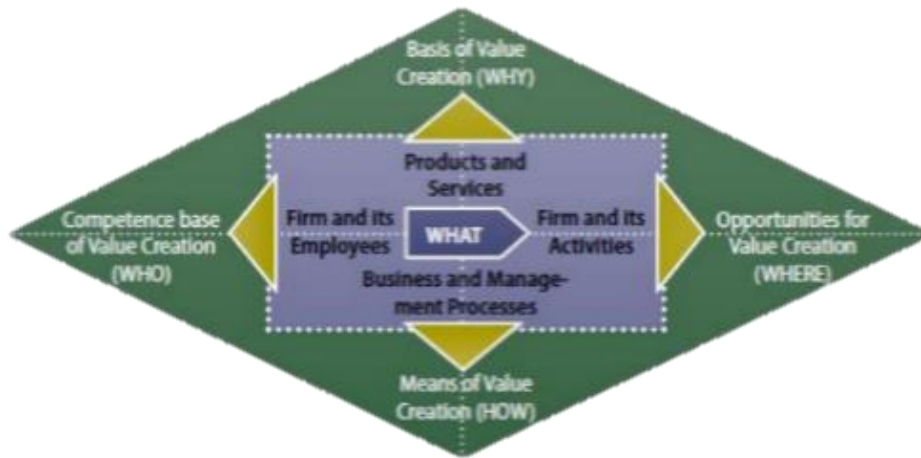 Basis of Value
Creation (WHY)
Products and
Services
Competence base
of Value Creation
(WHO)
Firm and its
Employees
WHAT
Firm and its
Activities
Opportunities for
Value Creation
(WHERE)
Business and Manage-
ment Processes
Means of Value
Creation (HOW)